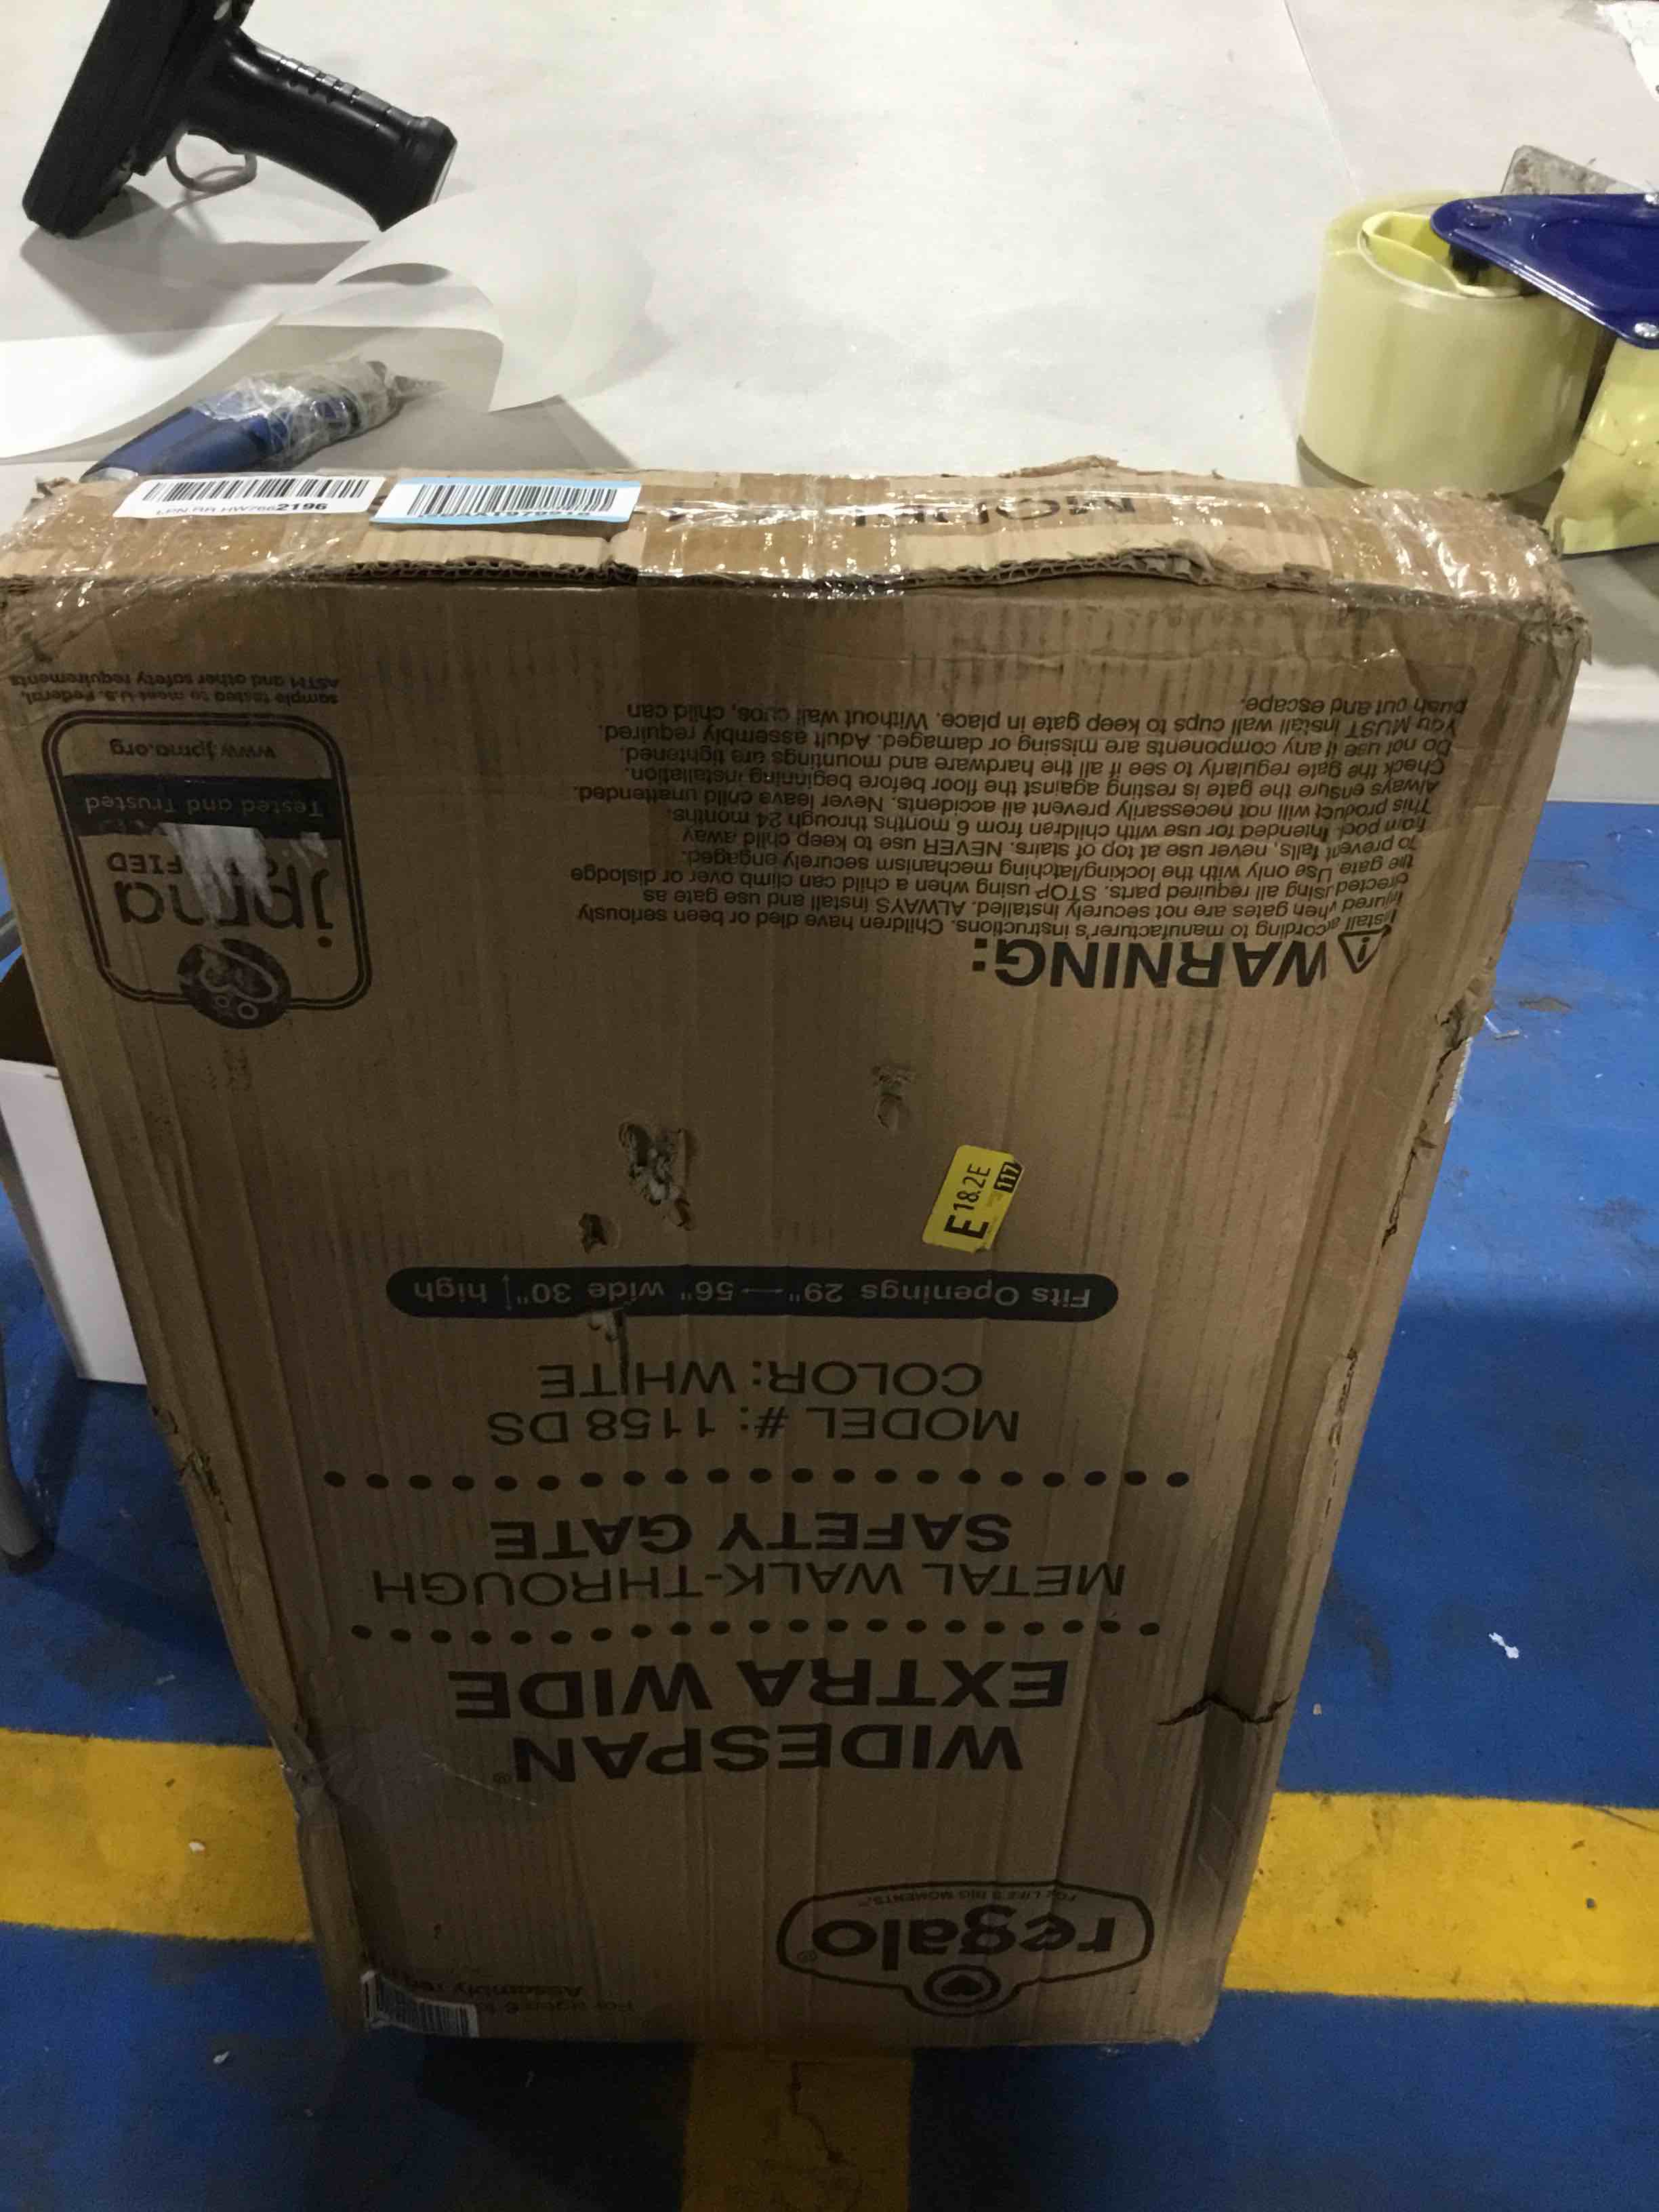 2196
MODEL
regalo®
FOR LIFE'S BIG MOMENTS.™
WIDESPAN®
EXTRA WIDE
METAL WALK-THROUGH
SAFETY GATE
MODEL #: 1158 DS
COLOR: WHITE
Fits Openings 29"—56" wide 30" high
E 18.2E
117
WARNING:
Install according to manufacturer's instructions. Children have died or been seriously
injured when gates are not securely installed. ALWAYS install and use gate as
directed using all required parts. STOP using when a child can climb over or dislodge
the gate. Use only with the locking/latching mechanism securely engaged.
To prevent falls, never use at top of stairs. NEVER use to keep child away
from pool. Intended for use with children from 6 months through 24 months.
This product will not necessarily prevent all accidents. Never leave child unattended.
Always ensure the gate is resting against the floor before beginning installation.
Check the gate regularly to see if all the hardware and mountings are tightened.
Do not use if any components are missing or damaged. Adult assembly required.
You MUST install wall cups to keep gate in place. Without wall cups, child can
push out and escape.
jpma
Tested and Trusted
www.jpma.org
sample tested to meet U.S. Federal,
ASTM and other safety requirements